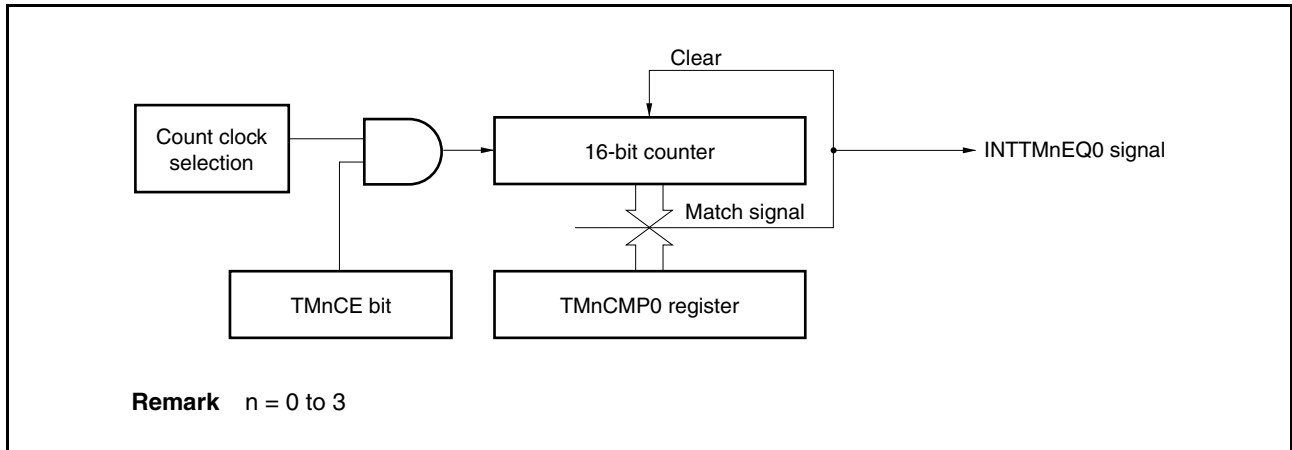 Clear
Count clock
selection
16-bit counter
INTTMnEQ0 signal
Match signal
TMnCE bit
TMnCMP0 register
Remark n = 0 to 3